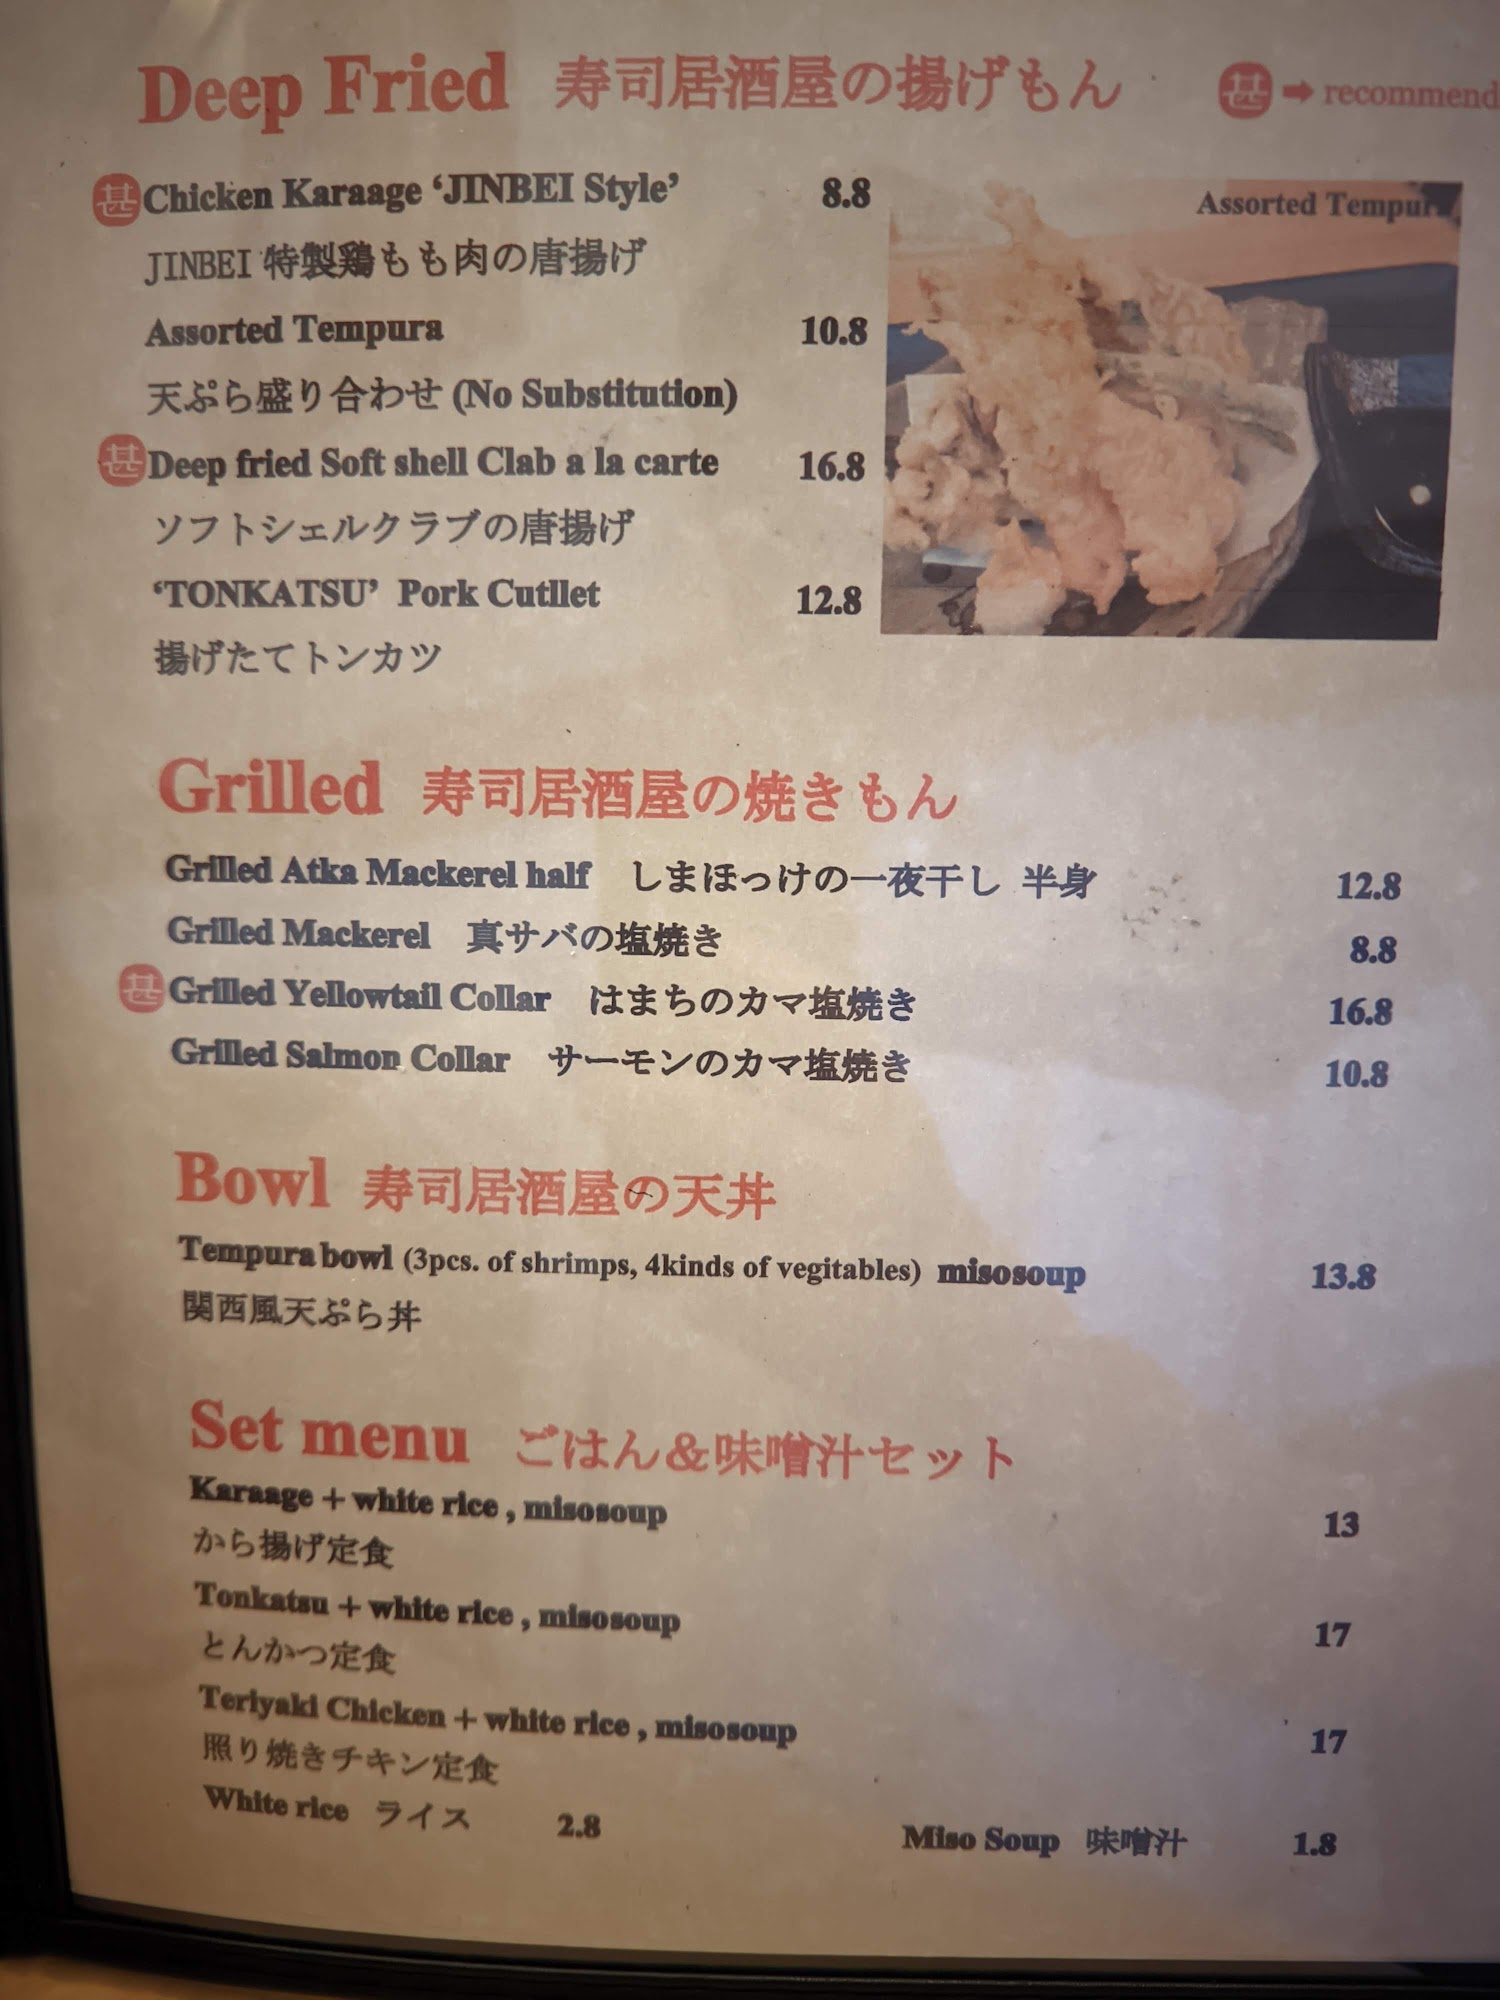 Deep Fried 寿司居酒屋の揚げもん 甚 ➡ recommend
甚 Chicken Karaage ‘JINBEI Style’ 8.8
JINBEI 特製鶏もも肉の唐揚げ
Assorted Tempura
Assorted Tempura 10.8
天ぷら盛り合わせ (No Substitution)
甚 Deep fried Soft shell Clab a la carte 16.8
ソフトシェルクラブの唐揚げ
‘TONKATSU’ Pork Cutllet 12.8
揚げたてトンカツ
Grilled 寿司居酒屋の焼きもん
Grilled Atka Mackerel half しまほっけの一夜干し 半身 12.8
Grilled Mackerel 真サバの塩焼き 8.8
甚 Grilled Yellowtail Collar はまちのカマ塩焼き 16.8
Grilled Salmon Collar サーモンのカマ塩焼き 10.8
Bowl 寿司居酒屋の天丼
Tempura bowl (3pcs. of shrimps, 4kinds of vegitables) misosoup 13.8
関西風天ぷら丼
Set menu ごはん&味噌汁セット
Karaage + white rice , misosoup 13
から揚げ定食
Tonkatsu + white rice , misosoup 17
とんかつ定食
Teriyaki Chicken + white rice , misosoup 17
照り焼きチキン定食
White rice ライス 2.8 Miso Soup 味噌汁 1.8